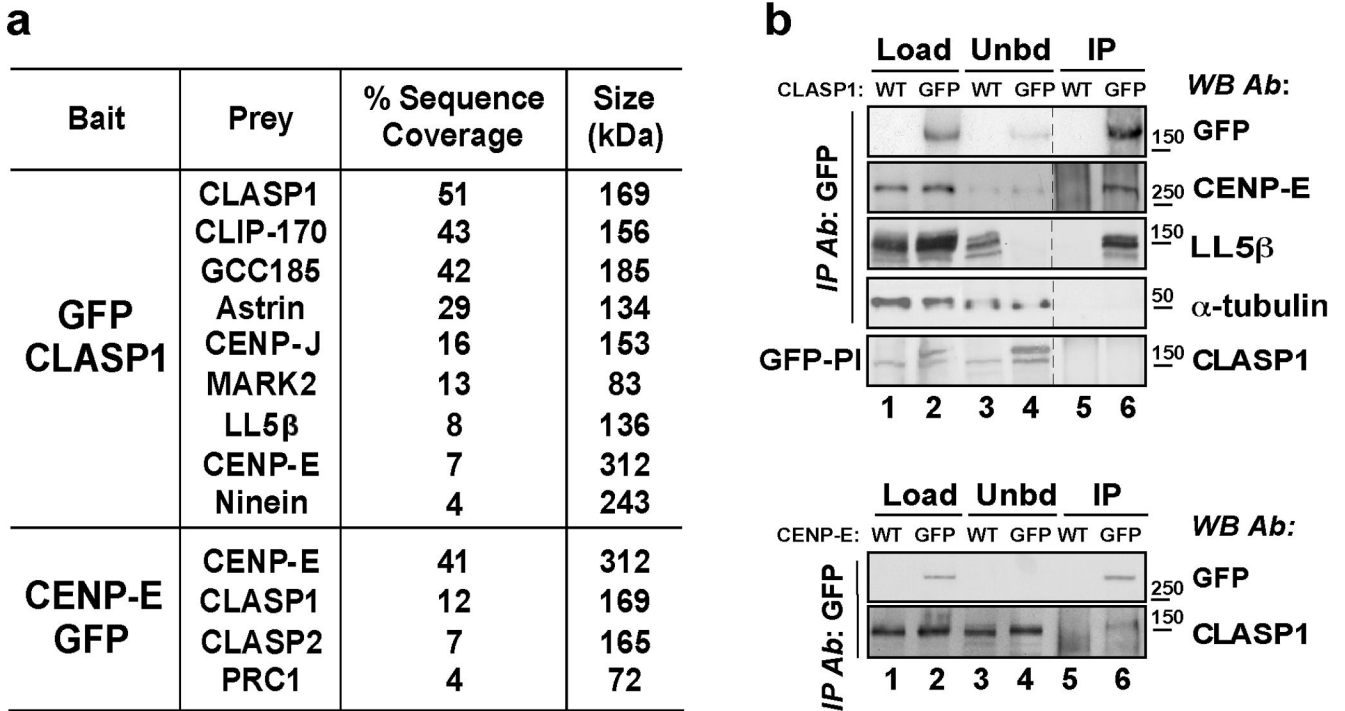 a
Bait Prey % Sequence Coverage Size (kDa)
GFP CLASP1
CLASP1 51 169
CLIP-170 43 156
GCC185 42 185
Astrin 29 134
CENP-J 16 153
MARK2 13 83
LL5β 8 136
CENP-E 7 312
Ninein 4 243
CENP-E GFP
CENP-E 41 312
CLASP1 12 169
CLASP2 7 165
PRC1 4 72
b
Load Unbd IP
CLASP1: WT GFP WT GFP WT GFP WB Ab:
IP Ab: GFP
150 GFP
250 CENP-E
150 LL5β
50 α-tubulin
GFP-PI 150 CLASP1
1 2 3 4 5 6
Load Unbd IP
CENP-E: WT GFP WT GFP WT GFP WB Ab:
IP Ab: GFP
250 GFP
150 CLASP1
1 2 3 4 5 6